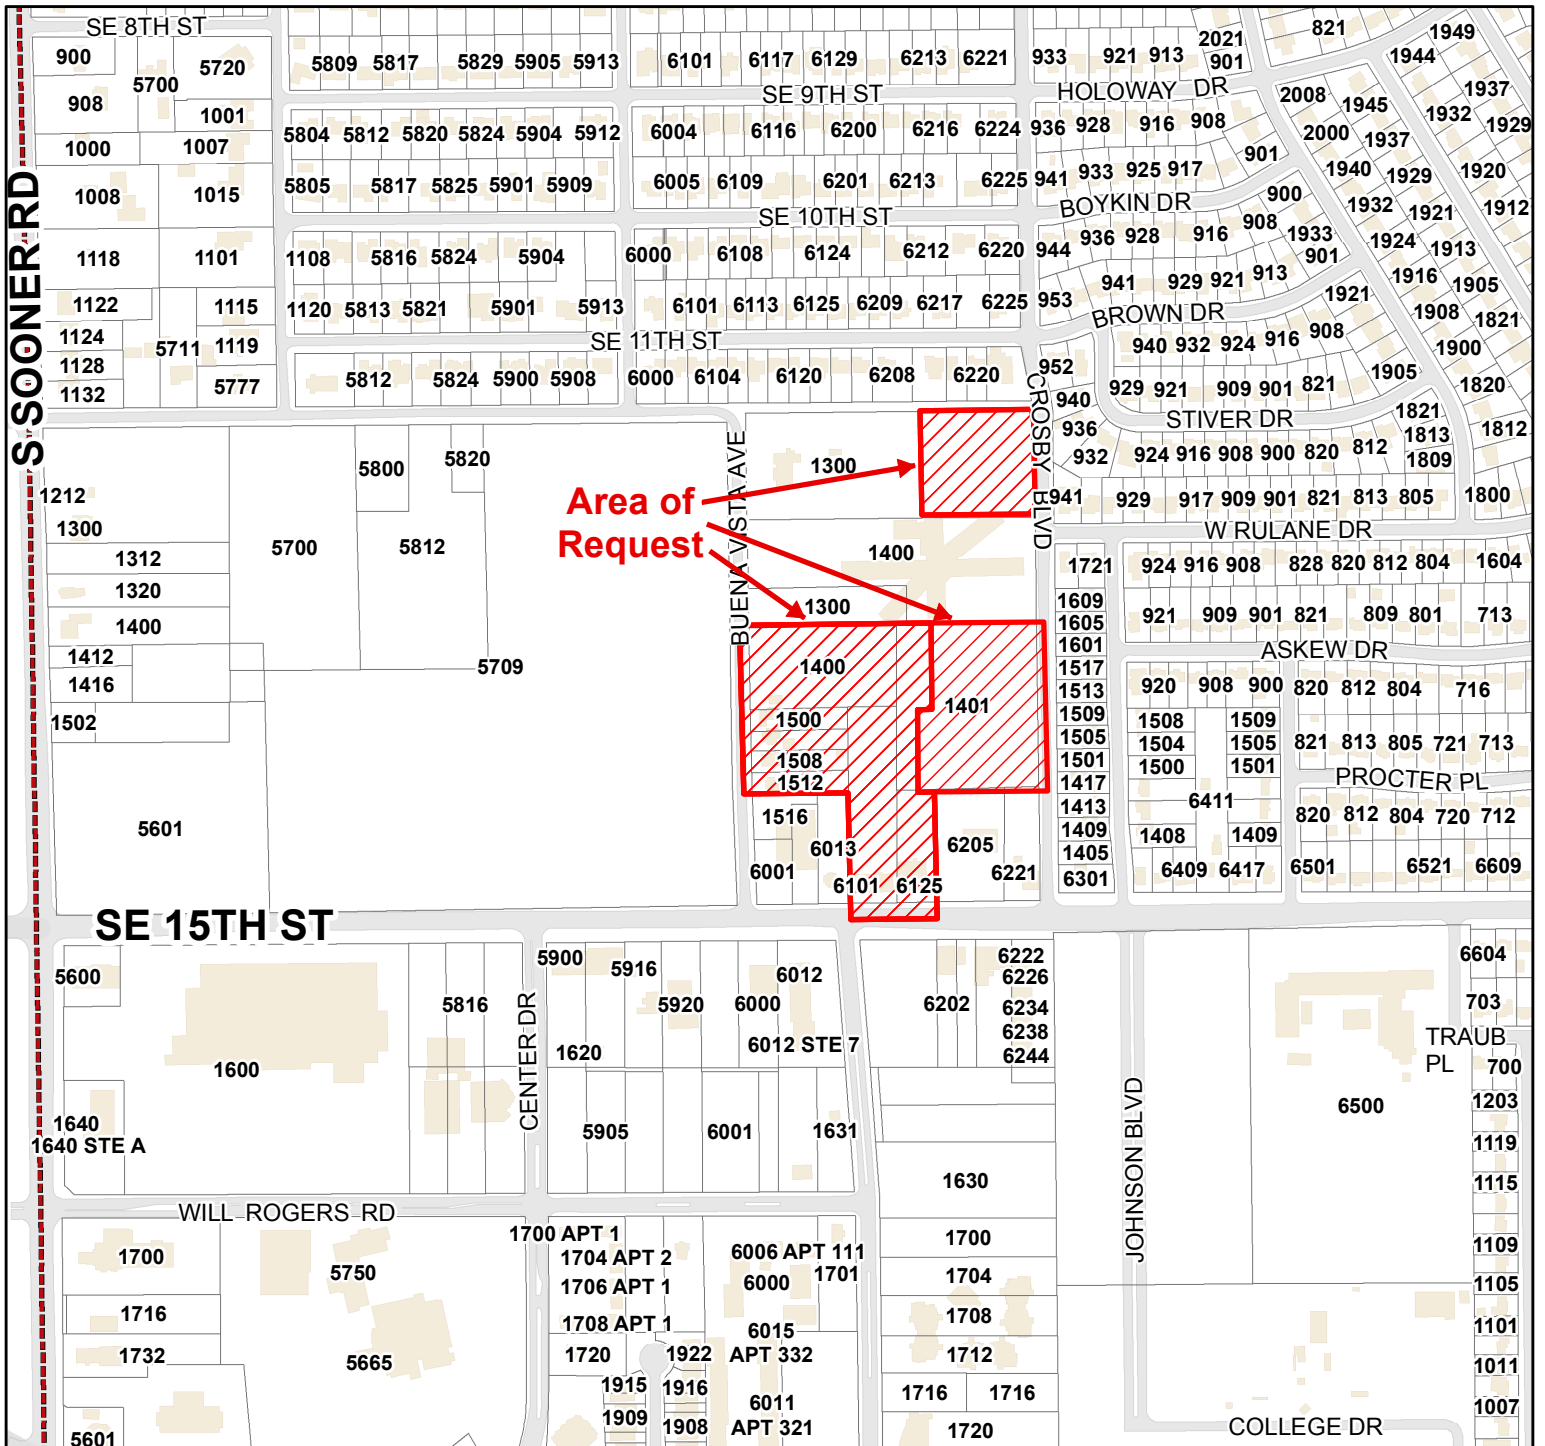 SE 8TH ST
900
5700
5720
908
1001
1000
1007
1008
1015
1118
1101
1122
1115
1124
5711
1119
1128
1132
5777
S SOONER RD
5809 5817 5829 5905 5913
6101 6117 6129 6213 6221
933 921 913
2021
901
821
1949
1944
SE 9TH ST
HOLOWAY DR
2008
1945
1937
1932
1929
5804 5812 5820 5824 5904 5912
6004 6116 6200 6216 6224
936 928 916 908
2000
1937
901
1940
1929
1920
5805 5817 5825 5901 5909
6005 6109 6201 6213 6225
941 933 925 917
SE 10TH ST
BOYKIN DR
900
1932
1921
1912
908
1933
1924
1913
901
1108 5816 5824 5904
6000 6108 6124 6212 6220
944 936 928 916
1916
1905
941 929 921 913
1921
1908
1821
1120 5813 5821 5901 5913
6101 6113 6125 6209 6217 6225
953
BROWN DR
SE 11TH ST
940 932 924 916 908
1900
1905
1820
5812 5824 5900 5908
6000 6104 6120 6208 6220
952
940
929 921 909 901 821
STIVER DR
1821
1813
1809
1812
936
932
924 916 908 900 820 812
CROSBY BLVD
BUENA VISTA AVE
1300
5800
5820
1212
1300
5700
5812
1312
1320
1400
1412
1416
1502
5709
5601
Area of
Request
1400
1300
941 929 917 909 901 821 813 805 1800
W RULANE DR
1721
924 916 908 828 820 812 804 1604
1609
1605
1601
1517
1513
1509
1505
1501
1417
1413
1409
1405
6301
921 909 901 821 809 801 713
ASKEW DR
920 908 900 820 812 804 716
1508 1509
1504 1505
1500 1501
6411
1408 1409
6409 6417
821 813 805 721 713
PROCTER PL
820 812 804 720 712
6501 6521 6609
1400
1401
1500
1508
1512
1516
6013
6001
6101
6125
6205
6221
SE 15TH ST
5600
1600
5816
1640
1640 STE A
CENTER DR
5900
5916
5920
6000
6012
6012 STE 7
1620
5905
6001
1631
6202
6222
6226
6234
6238
6244
1630
JOHNSON BLVD
6500
6604
703
TRAUB
PL
700
1203
1119
1115
1109
1105
1101
1011
1007
WILL ROGERS RD
1700
5750
1716
1732
5665
5601
1700 APT 1
1704 APT 2
1706 APT 1
1708 APT 1
1720
1922
1915
1916
1909
1908
6006 APT 111
6000
1701
6015
APT 332
6011
APT 321
1700
1704
1708
1712
1716 1716
1720
COLLEGE DR